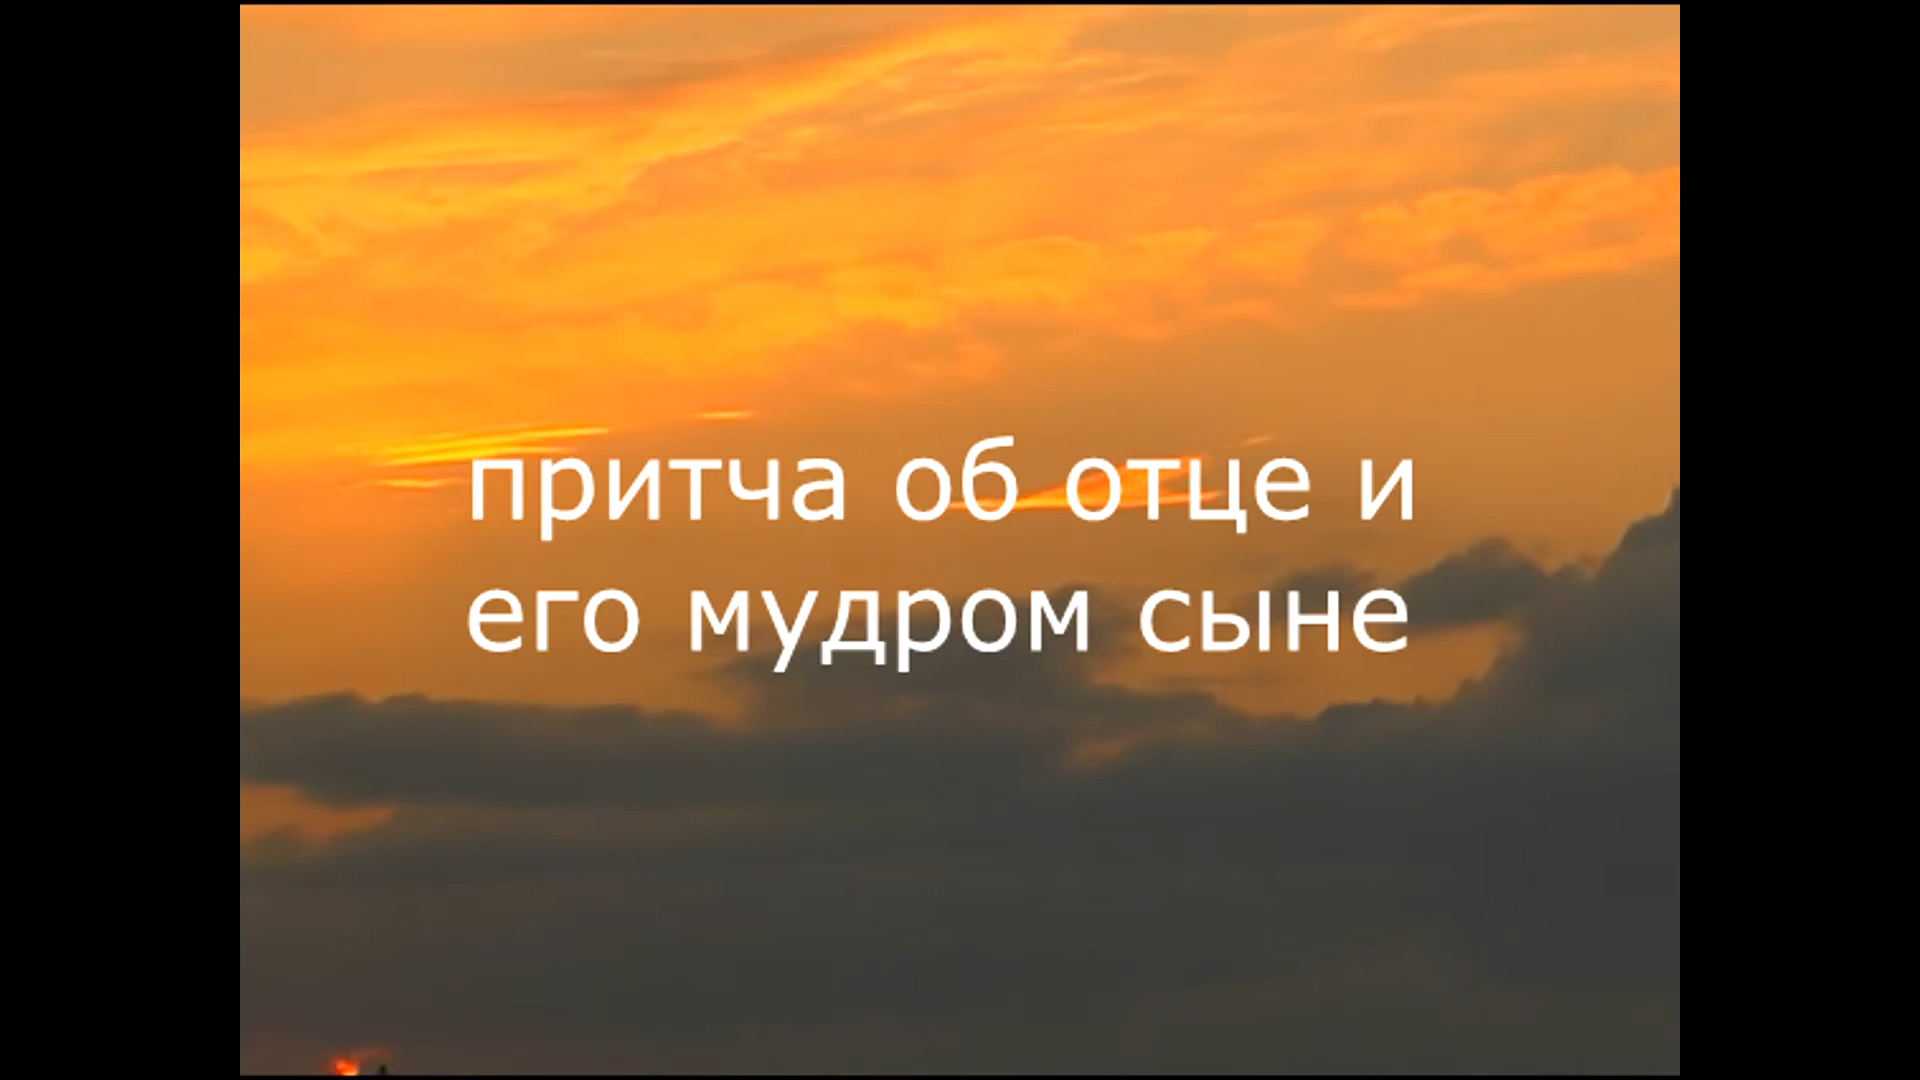 притча об отце и
его мудром сыне